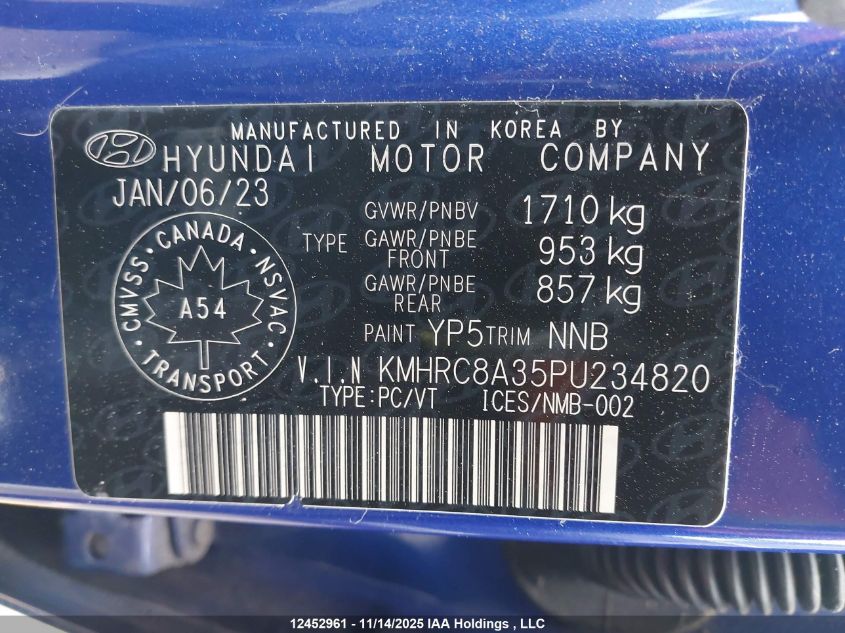 MANUFACTURED IN KOREA BY
HYUNDAI MOTOR COMPANY
JAN/06/23
GVWR/PNBV 1710 kg
TYPE GAWR/PNBE FRONT 953 kg
GAWR/PNBE REAR 857 kg
CMVSS • CANADA • NSVAC • TRANSPORT •
A54
PAINT YP5 TRIM NNB
V.I.N KMHRC8A35PU234820
TYPE:PC/VT ICES/NMB-002
12452961 - 11/14/2025 IAA Holdings , LLC